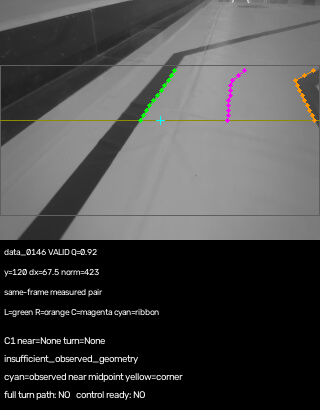 data_0146 VALID Q=0.92
y=120 dx=67.5 norm=423
same-frame measured pair
L=green R=orange C=magenta cyan=ribbon
C1 near=None turn=None
insufficient_observed_geometry
cyan=observed near midpoint yellow=corner
full turn path: NO control ready: NO